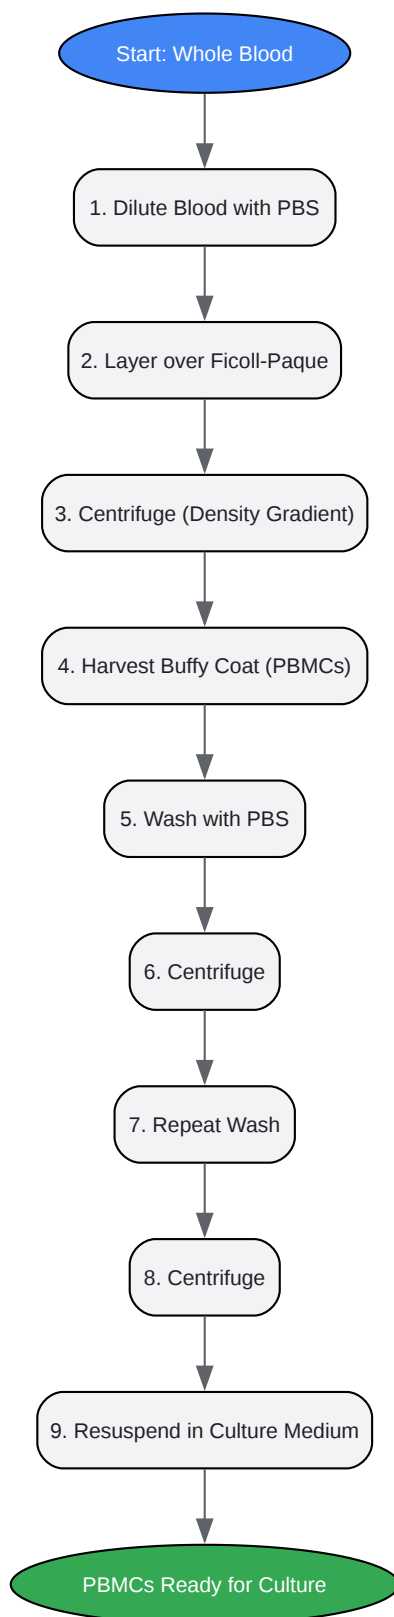 Start: Whole Blood
1. Dilute Blood with PBS
2. Layer over Ficoll-Paque
3. Centrifuge (Density Gradient)
4. Harvest Buffy Coat (PBMCs)
5. Wash with PBS
6. Centrifuge
7. Repeat Wash
8. Centrifuge
9. Resuspend in Culture Medium
PBMCs Ready for Culture